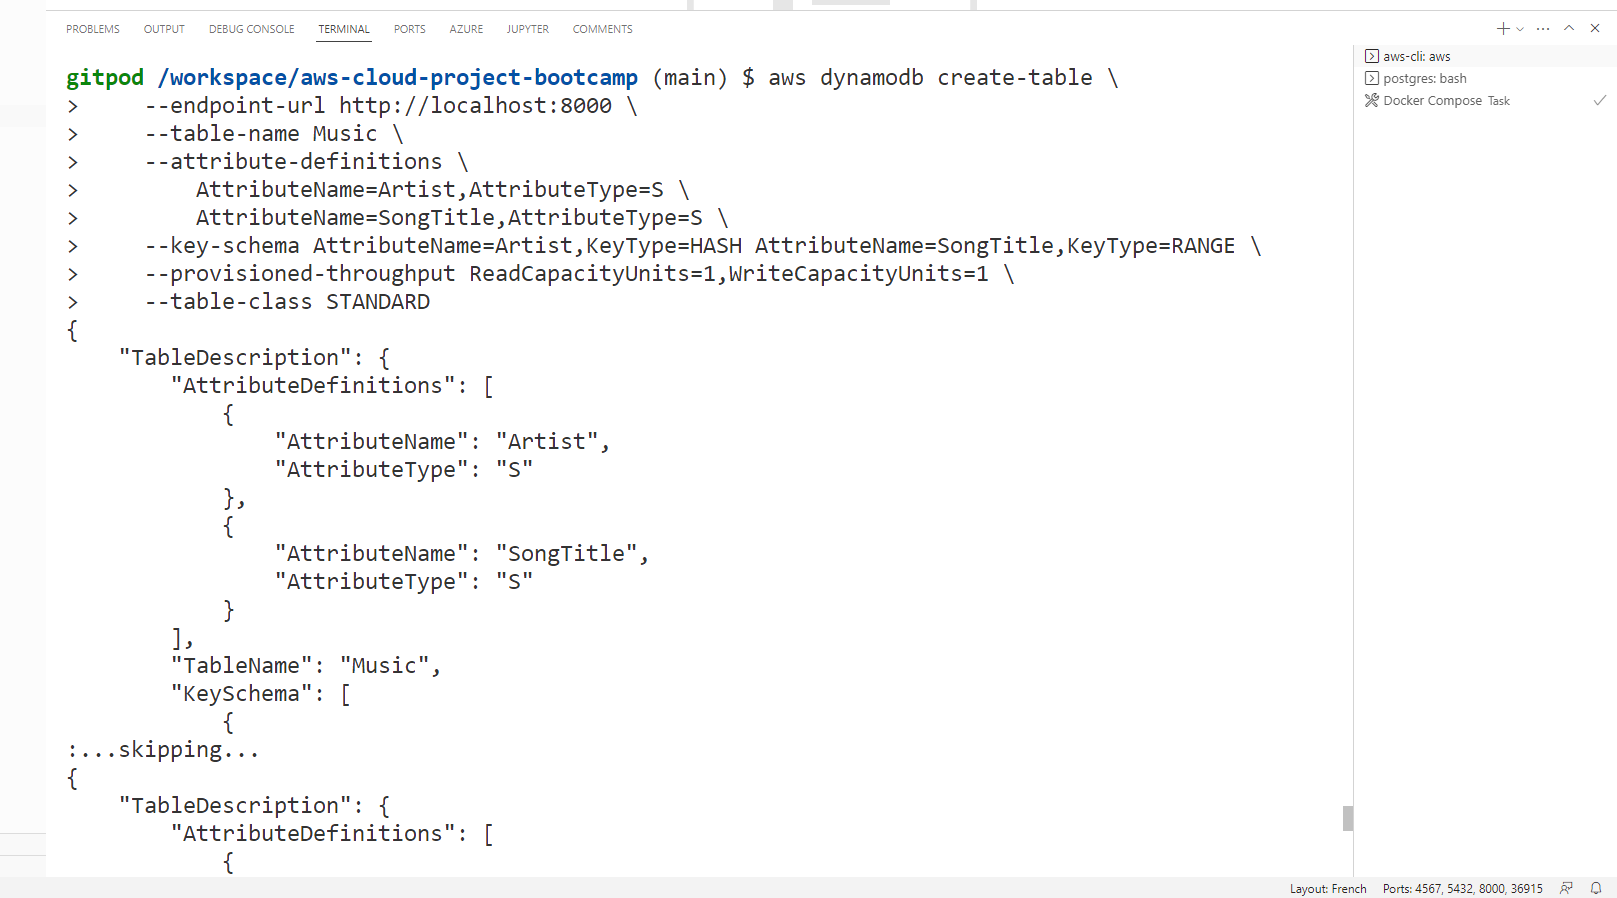 PROBLEMS OUTPUT DEBUG CONSOLE TERMINAL PORTS AZURE JUPYTER COMMENTS
gitpod /workspace/aws-cloud-project-bootcamp (main) $ aws dynamodb create-table \
>     --endpoint-url http://localhost:8000 \
>     --table-name Music \
>     --attribute-definitions \
>         AttributeName=Artist,AttributeType=S \
>         AttributeName=SongTitle,AttributeType=S \
>     --key-schema AttributeName=Artist,KeyType=HASH AttributeName=SongTitle,KeyType=RANGE \
>     --provisioned-throughput ReadCapacityUnits=1,WriteCapacityUnits=1 \
>     --table-class STANDARD
{
    "TableDescription": {
        "AttributeDefinitions": [
            {
                "AttributeName": "Artist",
                "AttributeType": "S"
            },
            {
                "AttributeName": "SongTitle",
                "AttributeType": "S"
            }
        ],
        "TableName": "Music",
        "KeySchema": [
            {
:...skipping...
{
    "TableDescription": {
        "AttributeDefinitions": [
            {
aws-cli: aws
postgres: bash
Docker Compose Task
Layout: French Ports: 4567, 5432, 8000, 36915